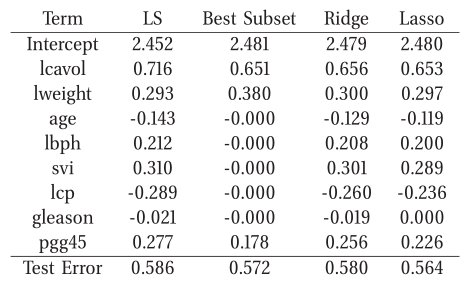 Term LS Best Subset Ridge Lasso
Intercept 2.452 2.481 2.479 2.480
lcavol 0.716 0.651 0.656 0.653
lweight 0.293 0.380 0.300 0.297
age -0.143 -0.000 -0.129 -0.119
lbph 0.212 -0.000 0.208 0.200
svi 0.310 -0.000 0.301 0.289
lcp -0.289 -0.000 -0.260 -0.236
gleason -0.021 -0.000 -0.019 0.000
pgg45 0.277 0.178 0.256 0.226
Test Error 0.586 0.572 0.580 0.564